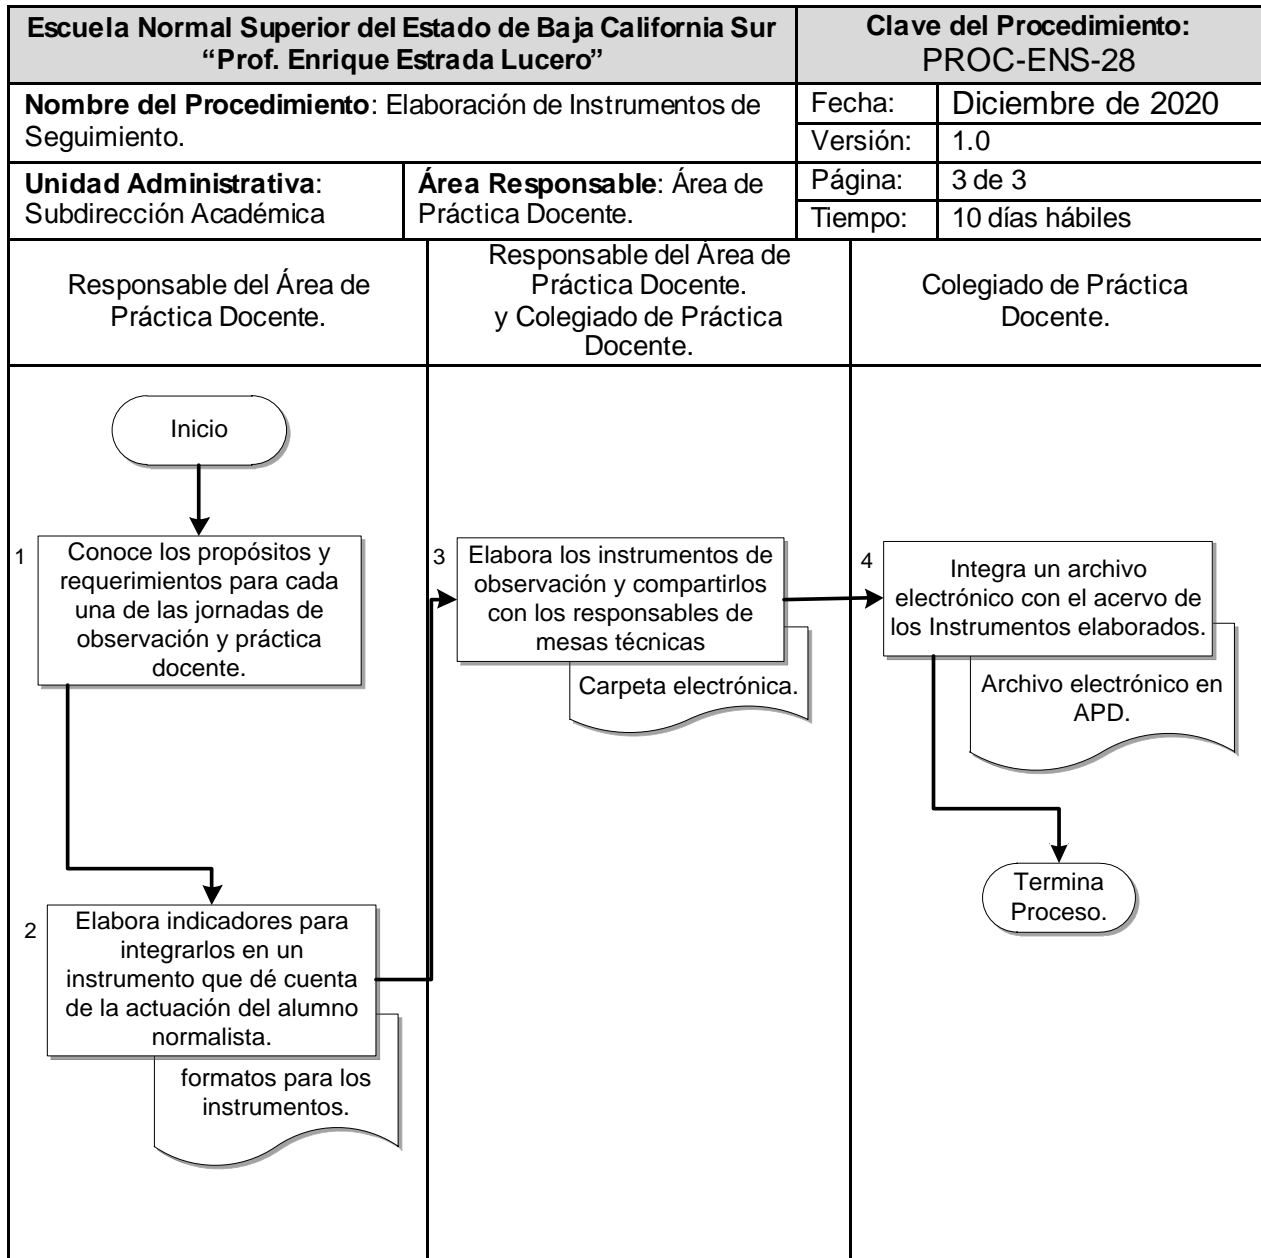 Escuela Normal Superior del Estado de Baja California Sur
“Prof. Enrique Estrada Lucero”
Clave del Procedimiento:
PROC-ENS-28
Nombre del Procedimiento: Elaboración de Instrumentos de
Seguimiento.
Fecha:
Diciembre de 2020
Versión:
1.0
Unidad Administrativa:
Subdirección Académica
Área Responsable: Área de
Práctica Docente.
Página:
3 de 3
Tiempo:
10 días hábiles
Responsable del Área de
Práctica Docente.
Responsable del Área de
Práctica Docente.
y Colegiado de Práctica
Docente.
Colegiado de Práctica
Docente.
Inicio
1
Conoce los propósitos y
requerimientos para cada
una de las jornadas de
observación y práctica
docente.
2
Elabora indicadores para
integrarlos en un
instrumento que dé cuenta
de la actuación del alumno
normalista.
formatos para los
instrumentos.
3
Elabora los instrumentos de
observación y compartirlos
con los responsables de
mesas técnicas
Carpeta electrónica.
4
Integra un archivo
electrónico con el acervo de
los Instrumentos elaborados.
Archivo electrónico en
APD.
Termina
Proceso.